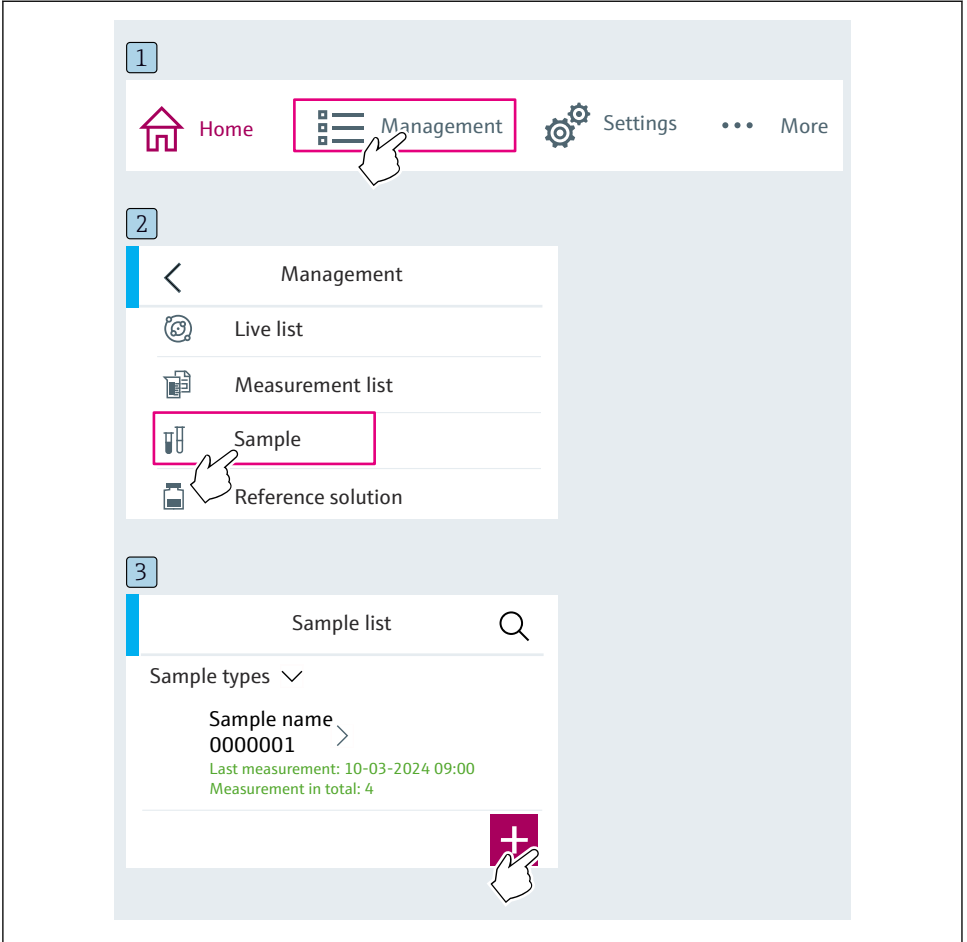 1
Home Management Settings More
2
Management
Live list
Measurement list
Sample
Reference solution
3
Sample list
Sample types
Sample name
0000001
Last measurement: 10-03-2024 09:00
Measurement in total: 4